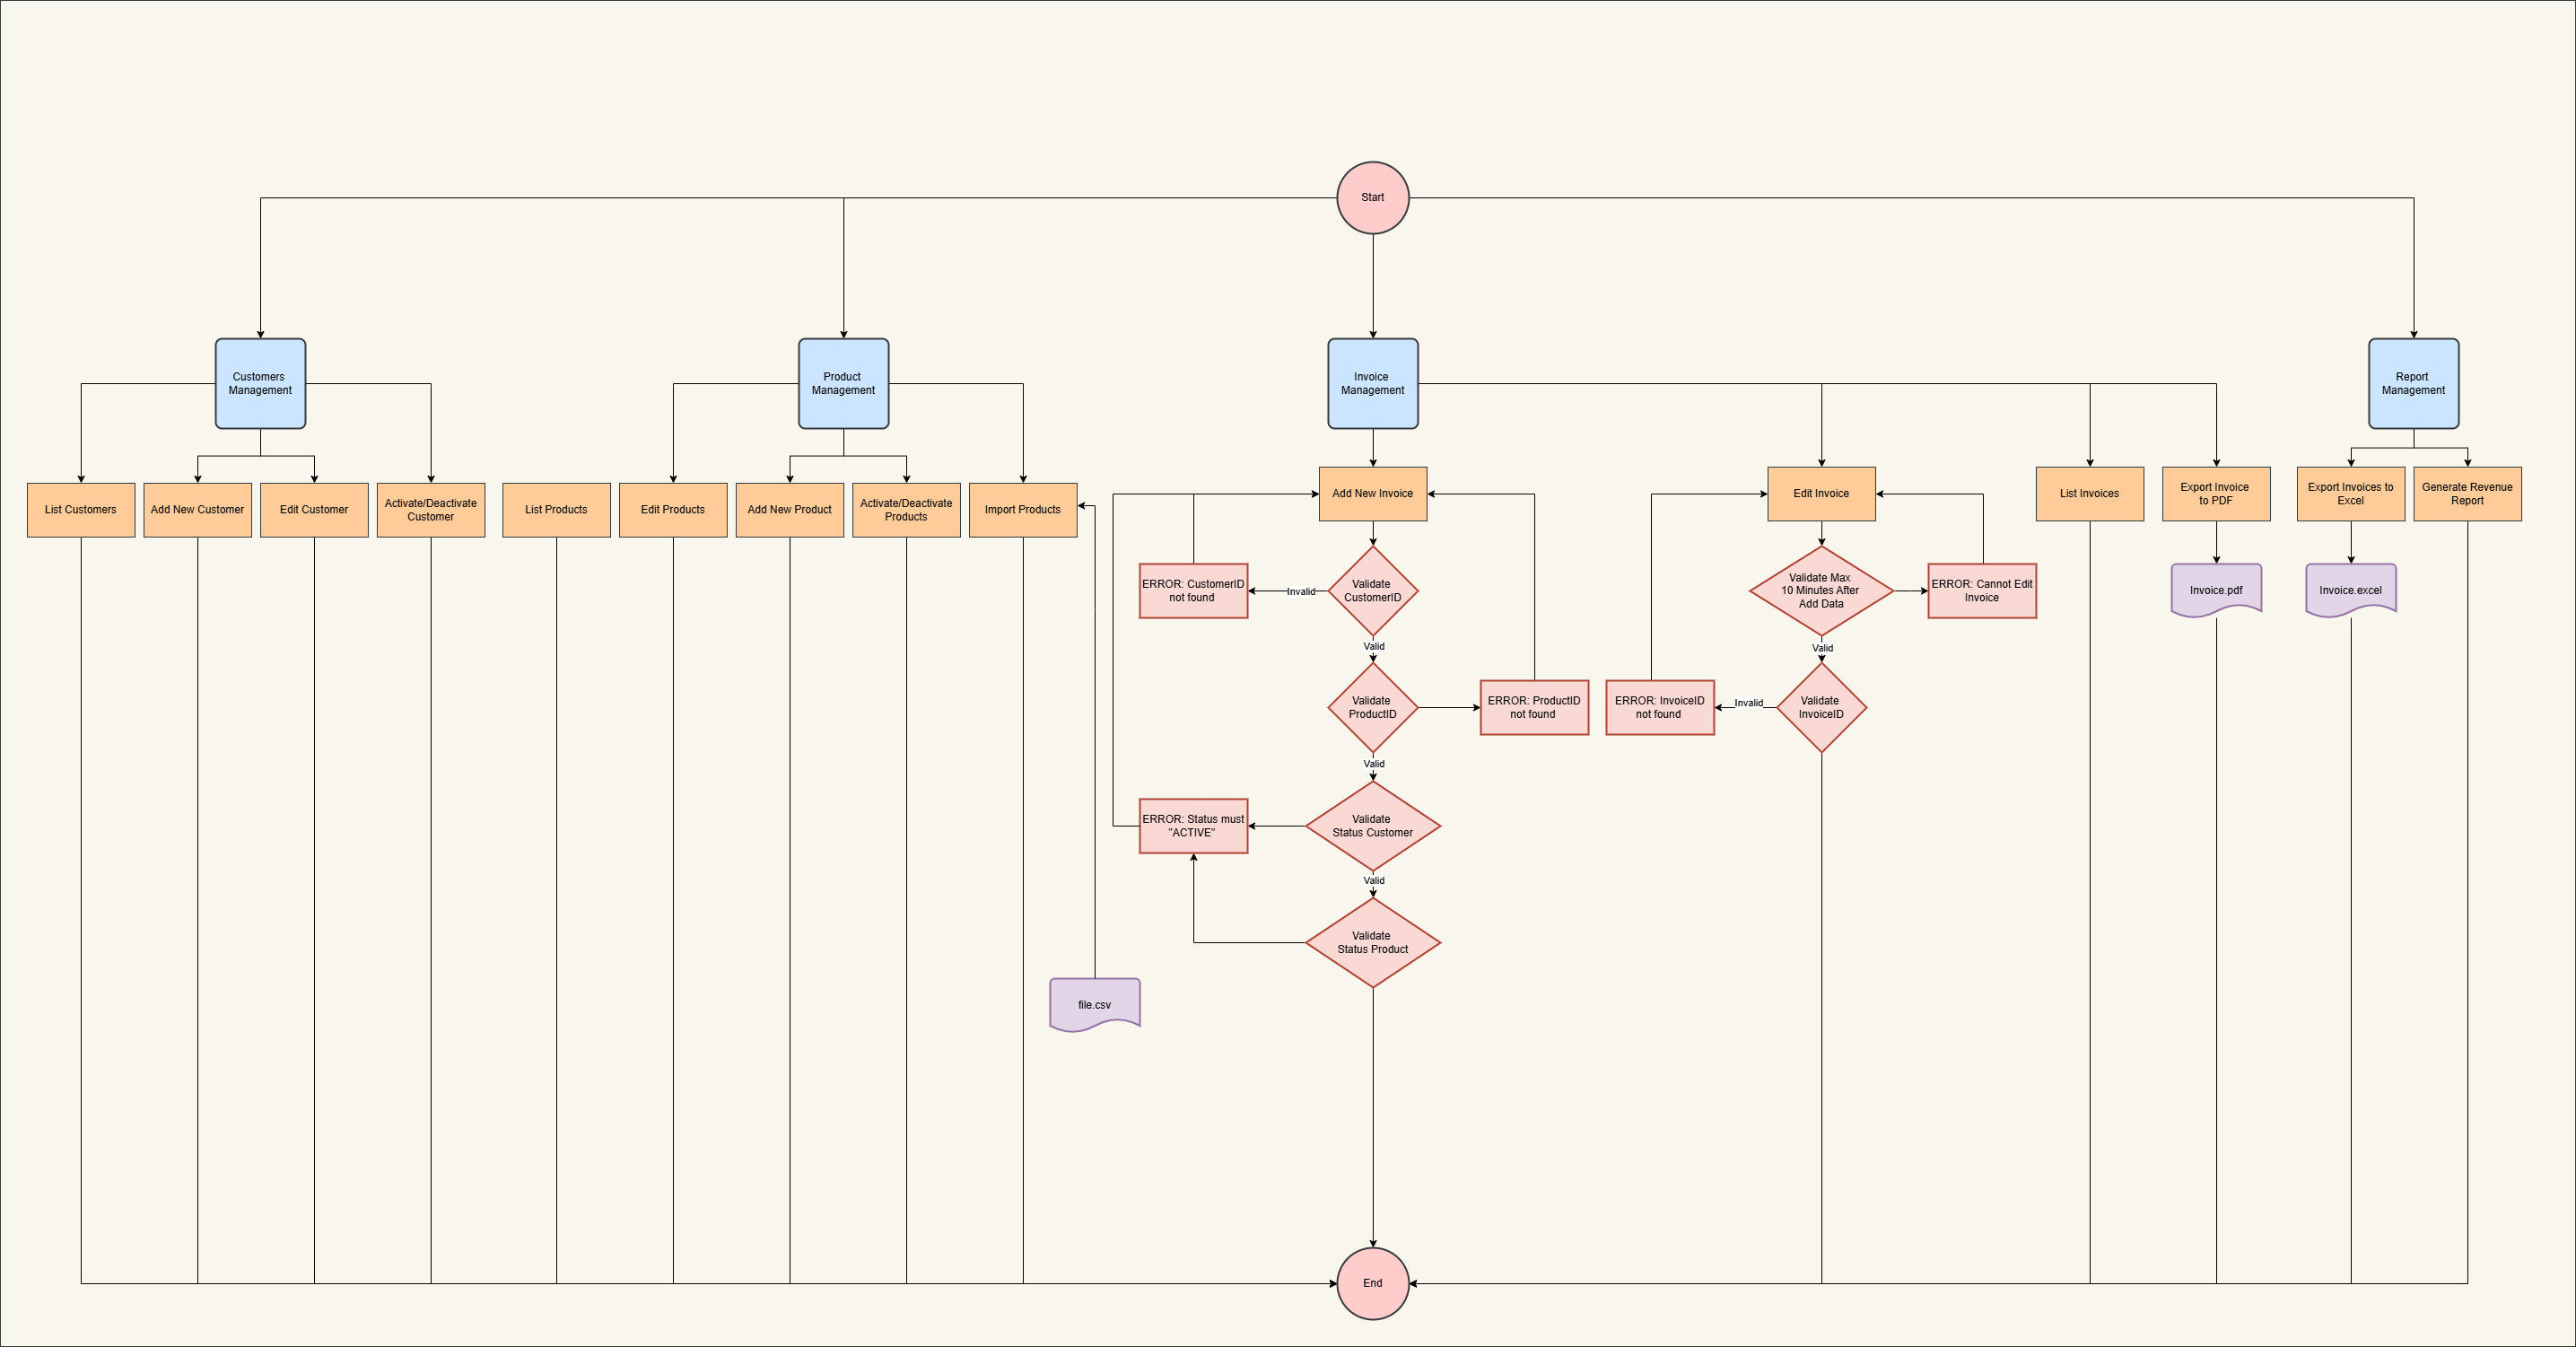 Start
Customers
Management
Product
Management
Invoice
Management
Report
Management
List Customers
Add New Customer
Edit Customer
Activate/Deactivate
Customer
List Products
Edit Products
Add New Product
Activate/Deactivate
Products
Import Products
Add New Invoice
Edit Invoice
List Invoices
Export Invoice
to PDF
Export Invoices to
Excel
Generate Revenue
Report
ERROR: CustomerID
not found
Invalid
Validate
CustomerID
Validate Max
10 Minutes After
Add Data
ERROR: Cannot Edit
Invoice
Invoice.pdf
Invoice.excel
Valid
Valid
Validate
ProductID
ERROR: ProductID
not found
ERROR: InvoiceID
not found
Invalid
Validate
InvoiceID
Valid
ERROR: Status must
"ACTIVE"
Validate
Status Customer
Valid
Validate
Status Product
file.csv
End